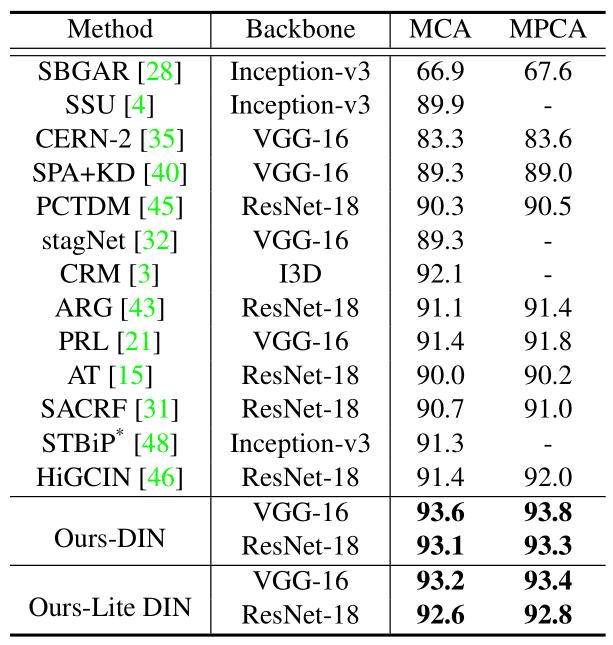 Method Backbone MCA MPCA
SBGAR [28] Inception-v3 66.9 67.6
SSU [4] Inception-v3 89.9 -
CERN-2 [35] VGG-16 83.3 83.6
SPA+KD [40] VGG-16 89.3 89.0
PCTDM [45] ResNet-18 90.3 90.5
stagNet [32] VGG-16 89.3 -
CRM [3] I3D 92.1 -
ARG [43] ResNet-18 91.1 91.4
PRL [21] VGG-16 91.4 91.8
AT [15] ResNet-18 90.0 90.2
SACRF [31] ResNet-18 90.7 91.0
STBiP* [48] Inception-v3 91.3 -
HiGCIN [46] ResNet-18 91.4 92.0
Ours-DIN
VGG-16 93.6 93.8
ResNet-18 93.1 93.3
Ours-Lite DIN
VGG-16 93.2 93.4
ResNet-18 92.6 92.8